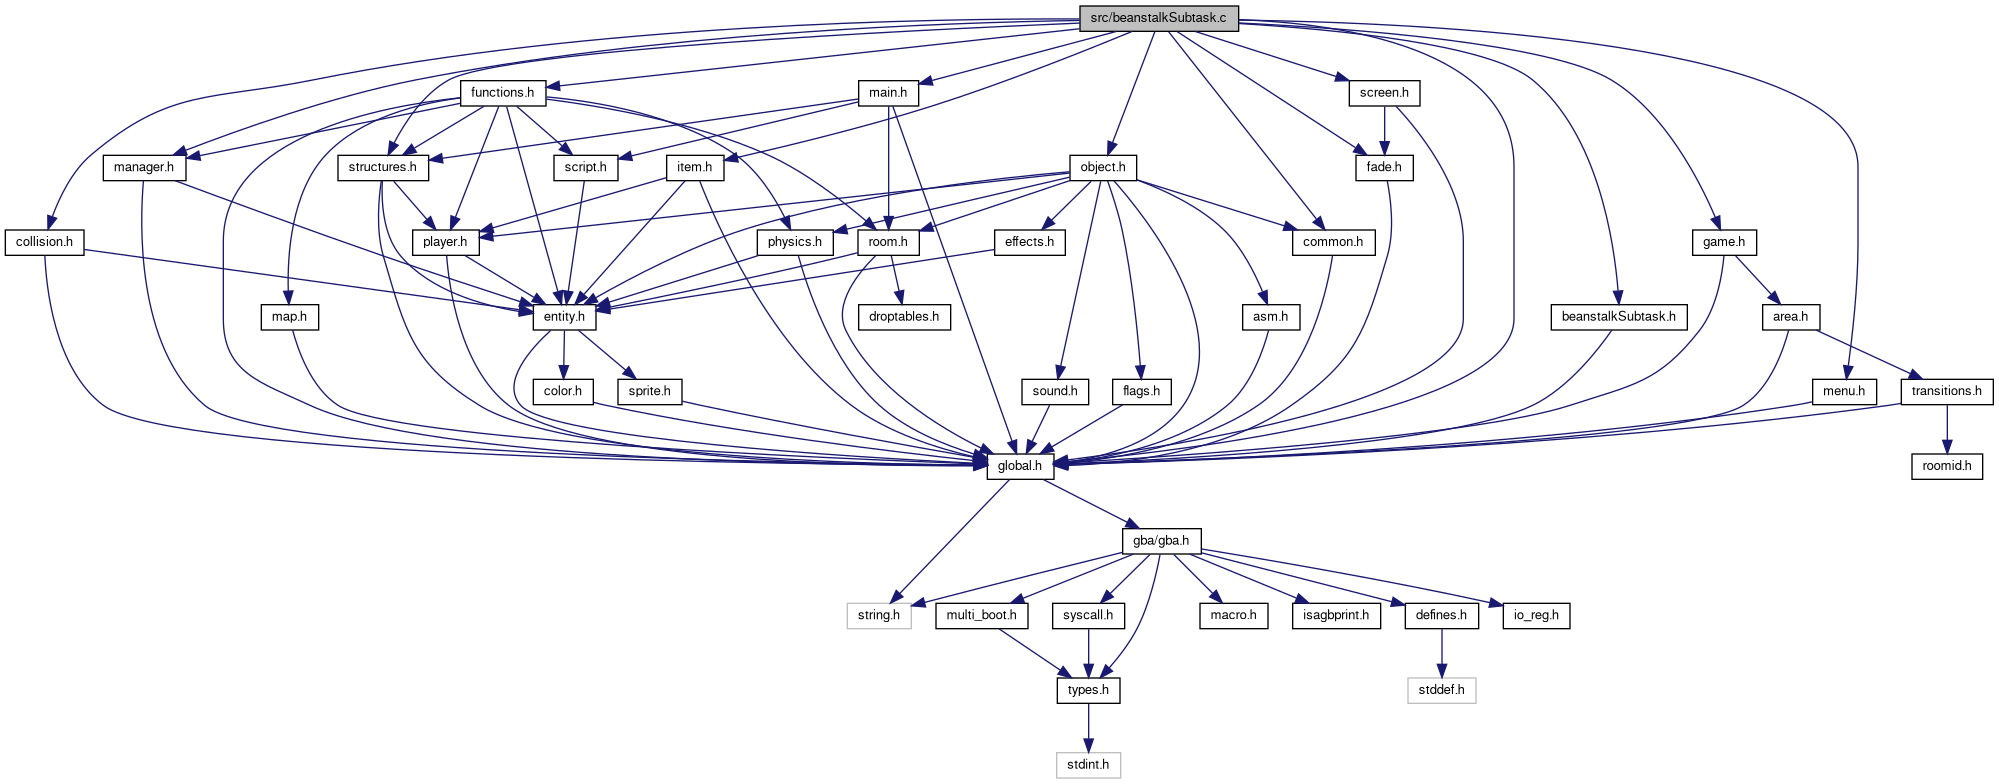 src/beanstalkSubtask.c
functions.h
main.h
screen.h
manager.h
structures.h
script.h
item.h
object.h
fade.h
collision.h
player.h
physics.h
room.h
effects.h
common.h
game.h
map.h
entity.h
droptables.h
asm.h
beanstalkSubtask.h
area.h
color.h
sprite.h
sound.h
flags.h
menu.h
transitions.h
global.h
roomid.h
gba/gba.h
string.h
multi_boot.h
syscall.h
macro.h
isagbprint.h
defines.h
io_reg.h
types.h
stddef.h
stdint.h